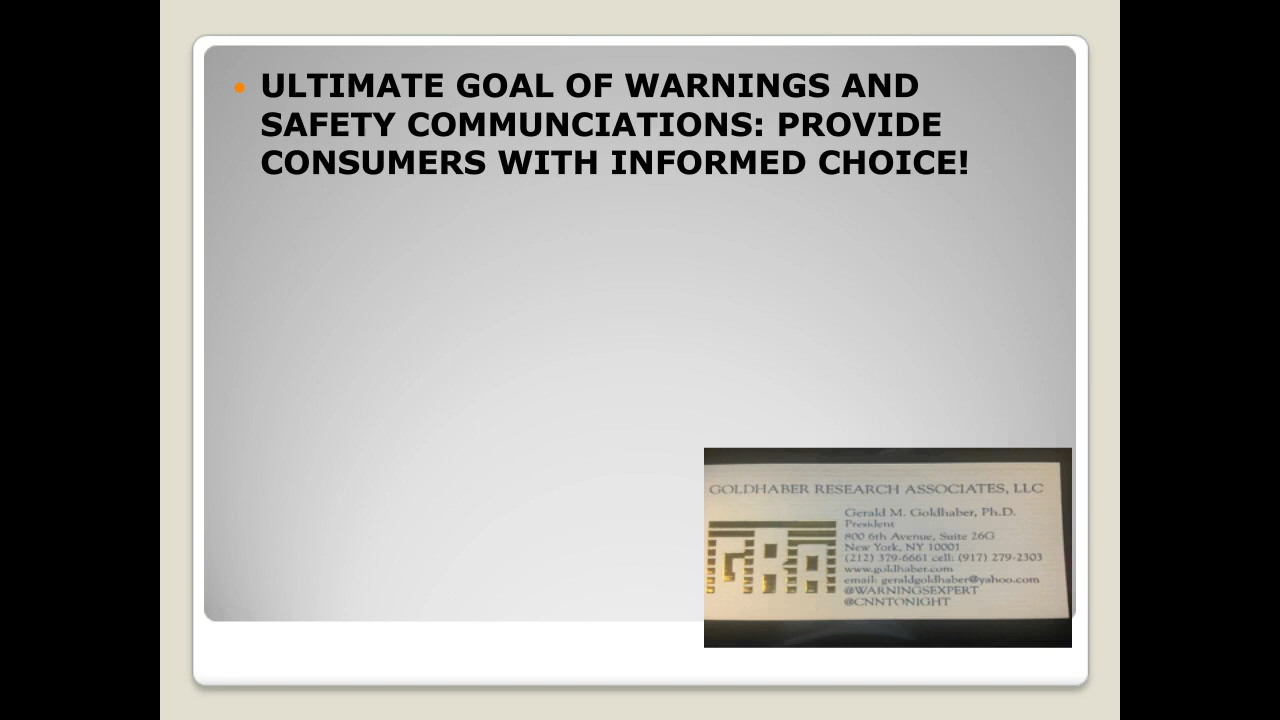 ULTIMATE GOAL OF WARNINGS AND
SAFETY COMMUNCIATIONS: PROVIDE
CONSUMERS WITH INFORMED CHOICE!
GOLDHABER RESEARCH ASSOCIATES, LLC
GRA
Gerald M. Goldhaber, Ph.D.
President
800 6th Avenue, Suite 26G
New York, NY 10001
(212) 379-6661 cell: (917) 279-2303
www.goldhaber.com
email: geraldgoldhaber@yahoo.com
@WARNINGSEXPERT
@CNNTONIGHT